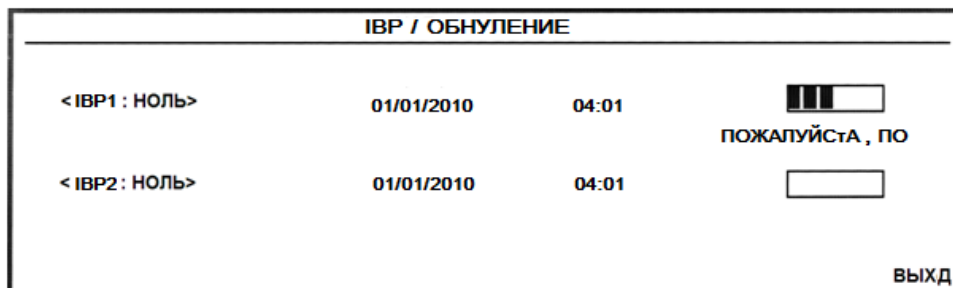 IBP / ОБНУЛЕНИЕ
<IBP1 : НОЛЬ> 01/01/2010 04:01
ПОЖАЛУЙСтА , ПО
<IBP2 : НОЛЬ> 01/01/2010 04:01
ВЫХД